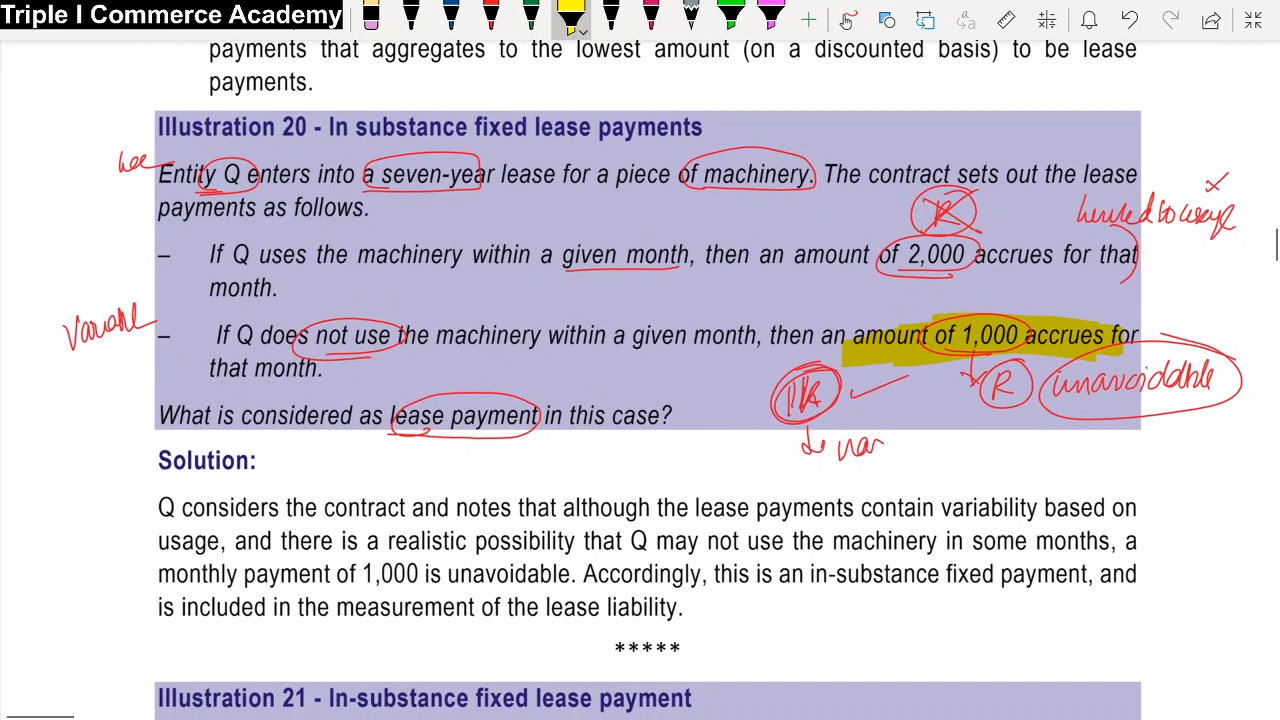 Triple I Commerce Academy
payments that aggregates to the lowest amount (on a discounted basis) to be lease
payments.
Illustration 20 - In substance fixed lease payments
Entity Q enters into a seven-year lease for a piece of machinery. The contract sets out the lease
payments as follows.
R
– If Q uses the machinery within a given month, then an amount of 2,000 accrues for that
month.
Variable
– If Q does not use the machinery within a given month, then an amount of 1,000 accrues for
that month.
R
unavoidable
What is considered as lease payment in this case?
Solution:
Q considers the contract and notes that although the lease payments contain variability based on
usage, and there is a realistic possibility that Q may not use the machinery in some months, a
monthly payment of 1,000 is unavoidable. Accordingly, this is an in-substance fixed payment, and
is included in the measurement of the lease liability.
*****
Illustration 21 - In-substance fixed lease payment